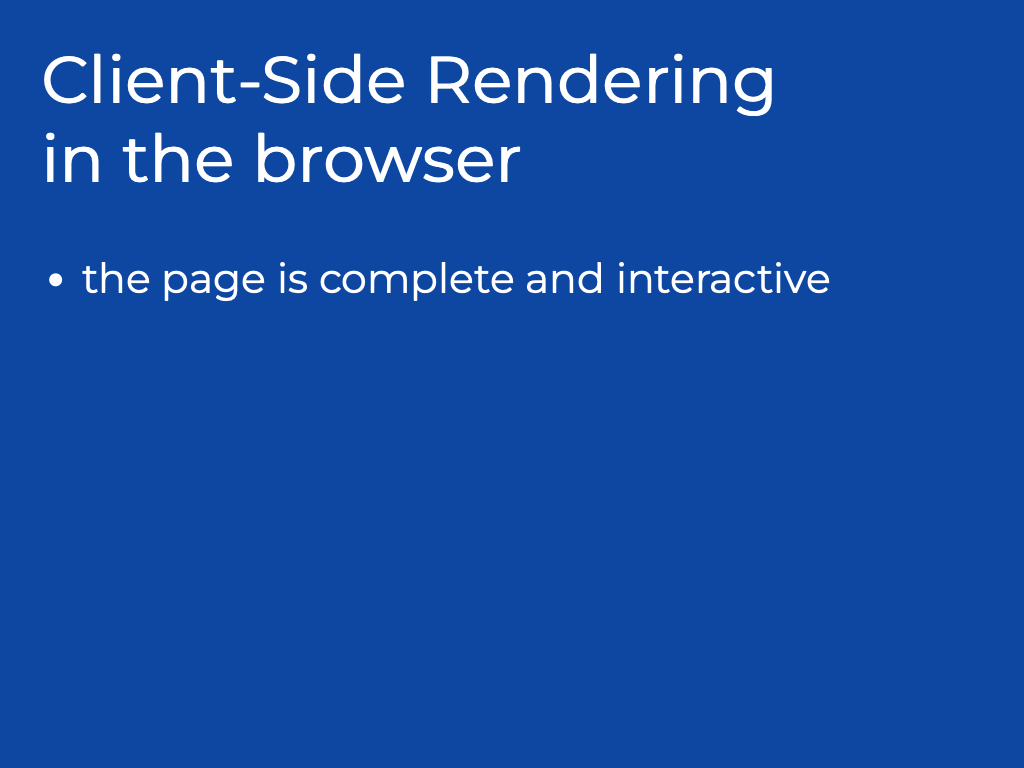 Client-Side Rendering
in the browser
• the page is complete and interactive